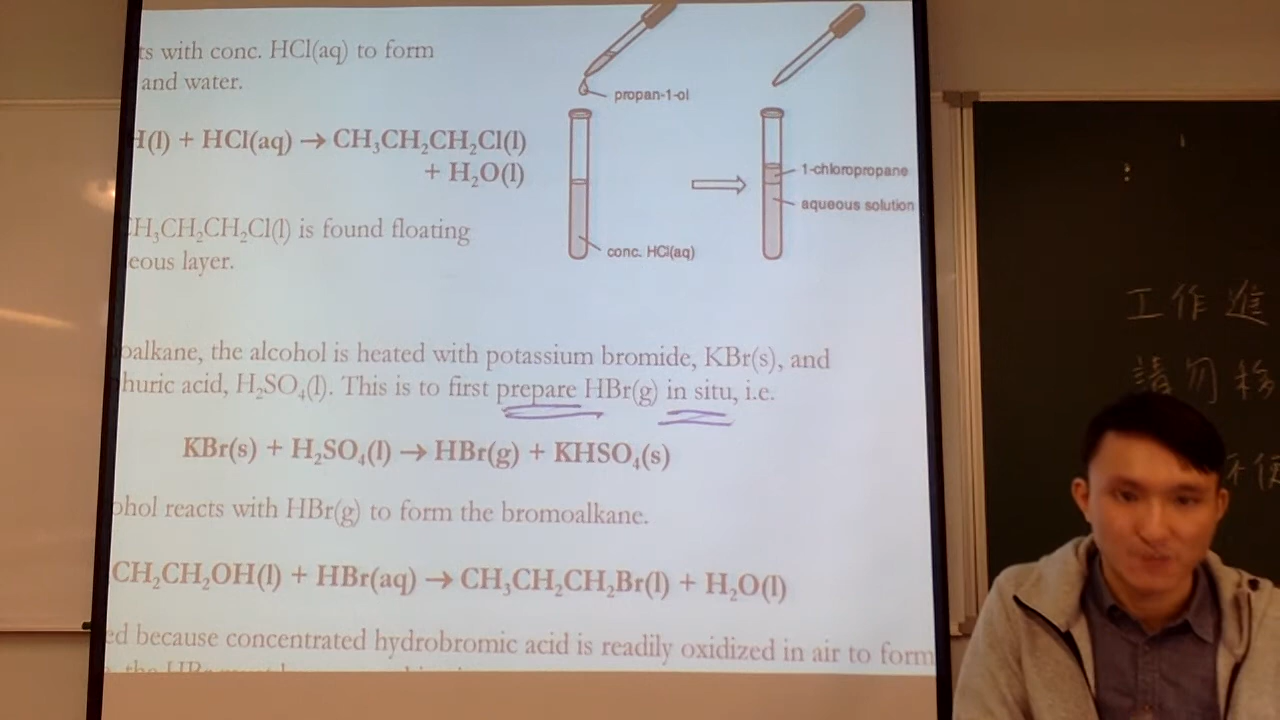 ts with conc. HCl(aq) to form
and water.
(l) + HCl(aq) → CH₃CH₂CH₂Cl(l)
+ H₂O(l)
CH₃CH₂CH₂Cl(l) is found floating
eous layer.
propan-1-ol
conc. HCl(aq)
1-chloropropane
aqueous solution
oalkane, the alcohol is heated with potassium bromide, KBr(s), and
huric acid, H₂SO₄(l). This is to first prepare HBr(g) in situ, i.e.
KBr(s) + H₂SO₄(l) → HBr(g) + KHSO₄(s)
ohol reacts with HBr(g) to form the bromoalkane.
CH₂CH₂OH(l) + HBr(aq) → CH₃CH₂CH₂Br(l) + H₂O(l)
ed because concentrated hydrobromic acid is readily oxidized in air to form
工作進
請勿